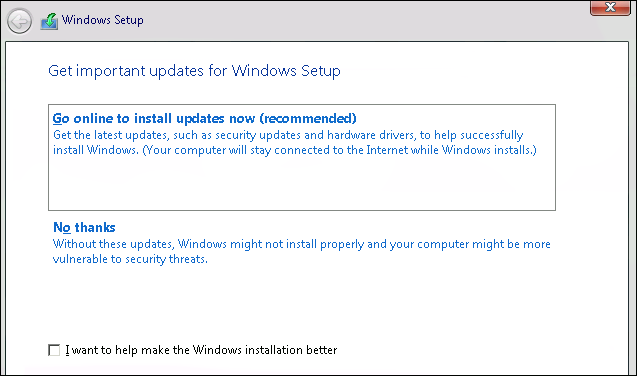 Windows Setup
Get important updates for Windows Setup
Go online to install updates now (recommended)
Get the latest updates, such as security updates and hardware drivers, to help successfully
install Windows. (Your computer will stay connected to the Internet while Windows installs.)
No thanks
Without these updates, Windows might not install properly and your computer might be more
vulnerable to security threats.
I want to help make the Windows installation better